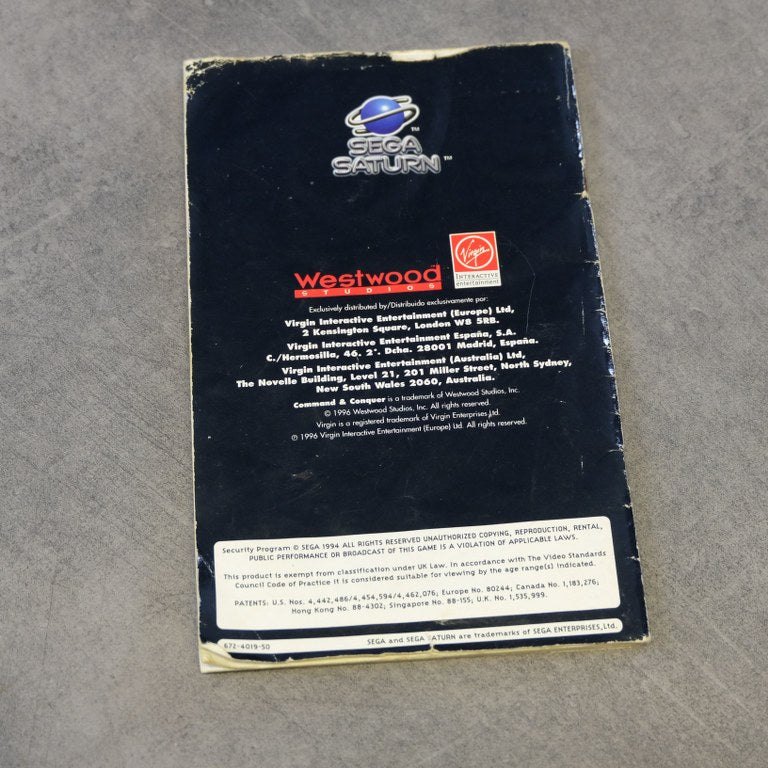 SEGA™
SATURN™
Westwood™
STUDIOS
Virgin
INTERACTIVE
entertainment
Exclusively distributed by/Distribuido exclusivamente por:
Virgin Interactive Entertainment (Europe) Ltd,
2 Kensington Square, London W8 5RB.
Virgin Interactive Entertainment España, S.A.
C./Hermosilla, 46. 2°. Dcha. 28001 Madrid, España.
Virgin Interactive Entertainment (Australia) Ltd,
The Novelle Building, Level 21, 201 Miller Street, North Sydney,
New South Wales 2060, Australia.
Command & Conquer is a trademark of Westwood Studios, Inc.
© 1996 Westwood Studios, Inc. All rights reserved.
Virgin is a registered trademark of Virgin Enterprises Ltd.
℗ 1996 Virgin Interactive Entertainment (Europe) Ltd. All rights reserved.
Security Program © SEGA 1994 ALL RIGHTS RESERVED UNAUTHORIZED COPYING, REPRODUCTION, RENTAL,
PUBLIC PERFORMANCE OR BROADCAST OF THIS GAME IS A VIOLATION OF APPLICABLE LAWS.
This product is exempt from classification under UK Law. In accordance with The Video Standards
Council Code of Practice it is considered suitable for viewing by the age range(s) indicated.
PATENTS: U.S. Nos. 4,442,486/4,454,594/4,462,076; Europe No. 80244; Canada No. 1,183,276;
Hong Kong No. 88-4302; Singapore No. 88-155; U.K. No. 1,535,999.
672-4019-50 SEGA and SEGA SATURN are trademarks of SEGA ENTERPRISES,Ltd.